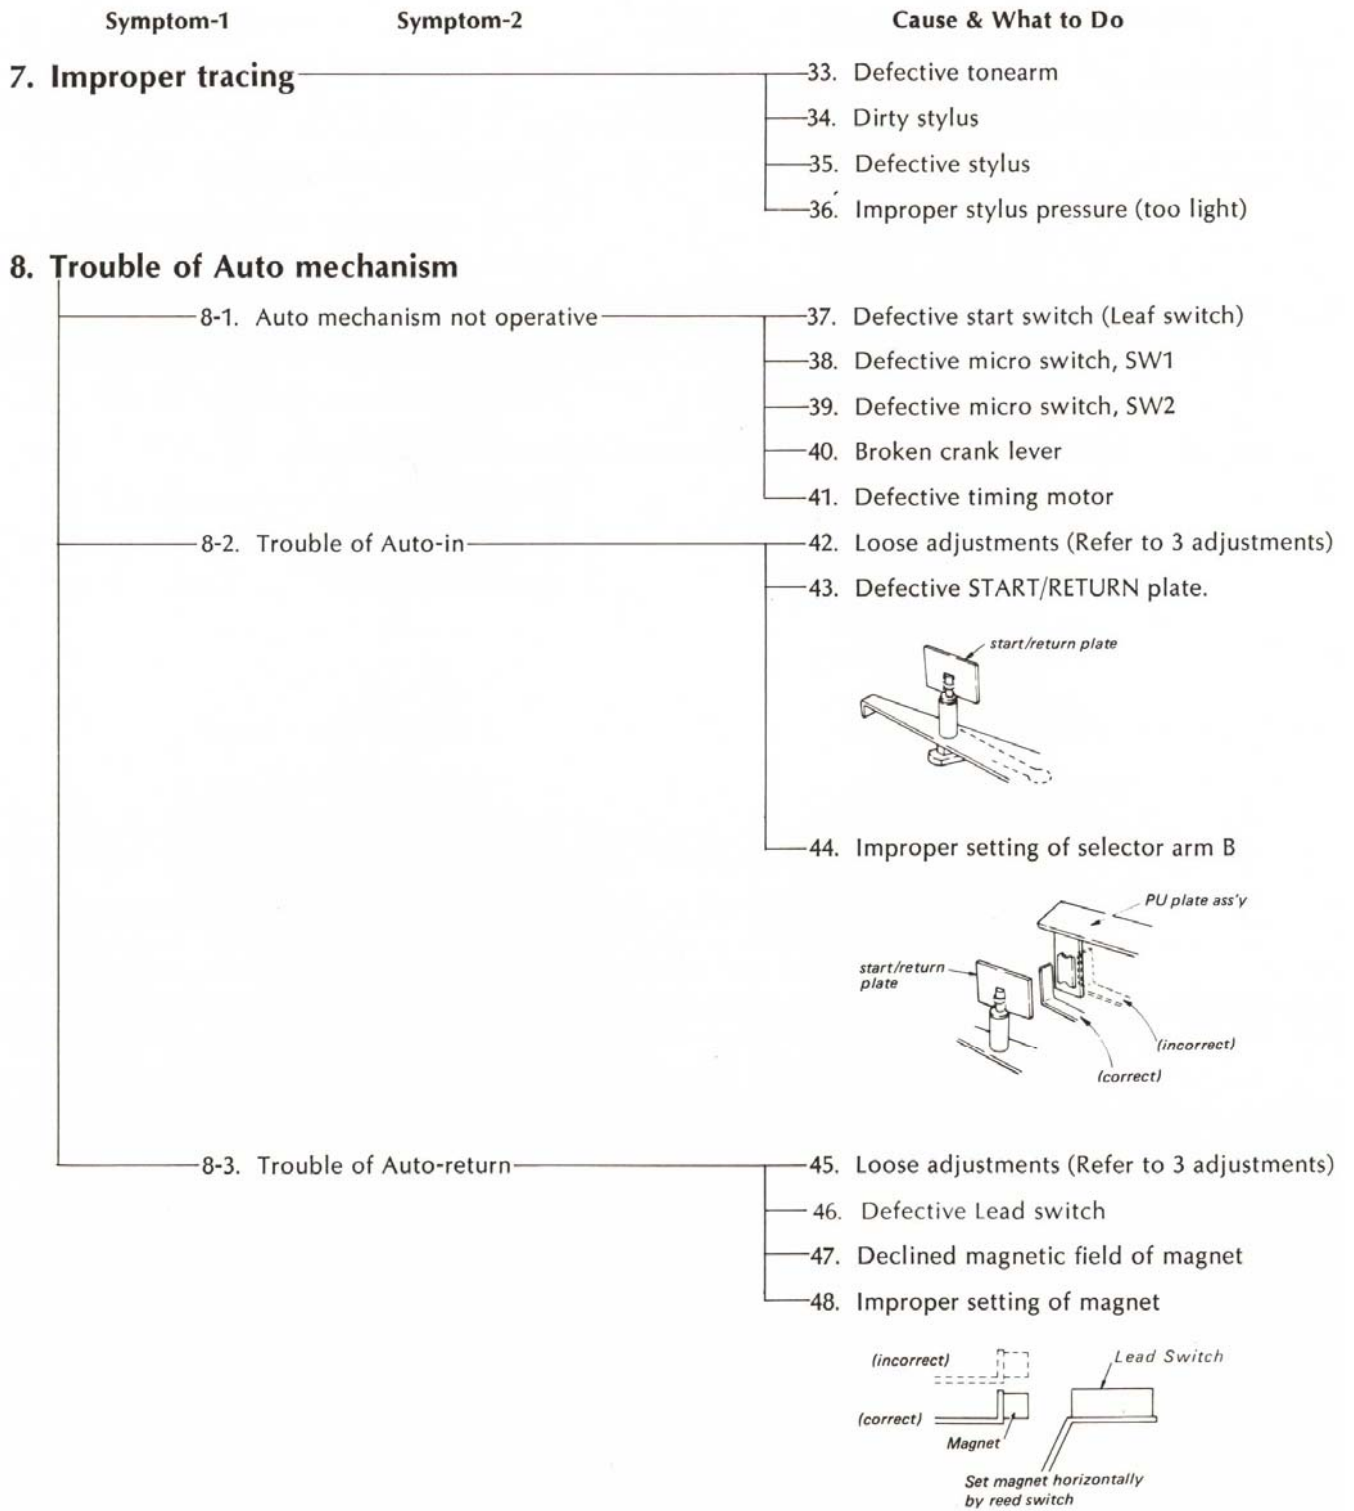 Symptom-1 Symptom-2 Cause & What to Do
7. Improper tracing 33. Defective tonearm
34. Dirty stylus
35. Defective stylus
36. Improper stylus pressure (too light)
8. Trouble of Auto mechanism
8-1. Auto mechanism not operative 37. Defective start switch (Leaf switch)
38. Defective micro switch, SW1
39. Defective micro switch, SW2
40. Broken crank lever
41. Defective timing motor
8-2. Trouble of Auto-in 42. Loose adjustments (Refer to 3 adjustments)
43. Defective START/RETURN plate.
start/return plate
44. Improper setting of selector arm B
PU plate ass'y
start/return
plate
(incorrect)
(correct)
8-3. Trouble of Auto-return 45. Loose adjustments (Refer to 3 adjustments)
46. Defective Lead switch
47. Declined magnetic field of magnet
48. Improper setting of magnet
(incorrect) Lead Switch
(correct)
Magnet
Set magnet horizontally
by reed switch